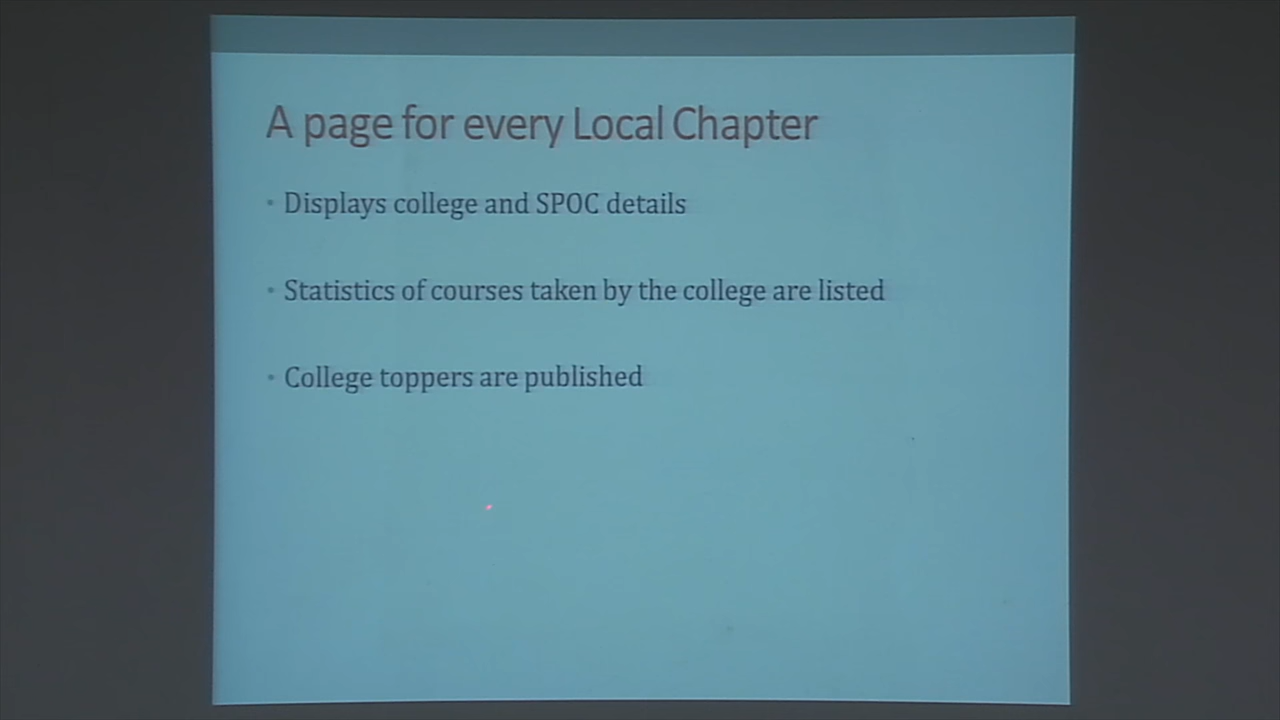 A page for every Local Chapter
• Displays college and SPOC details
• Statistics of courses taken by the college are listed
• College toppers are published